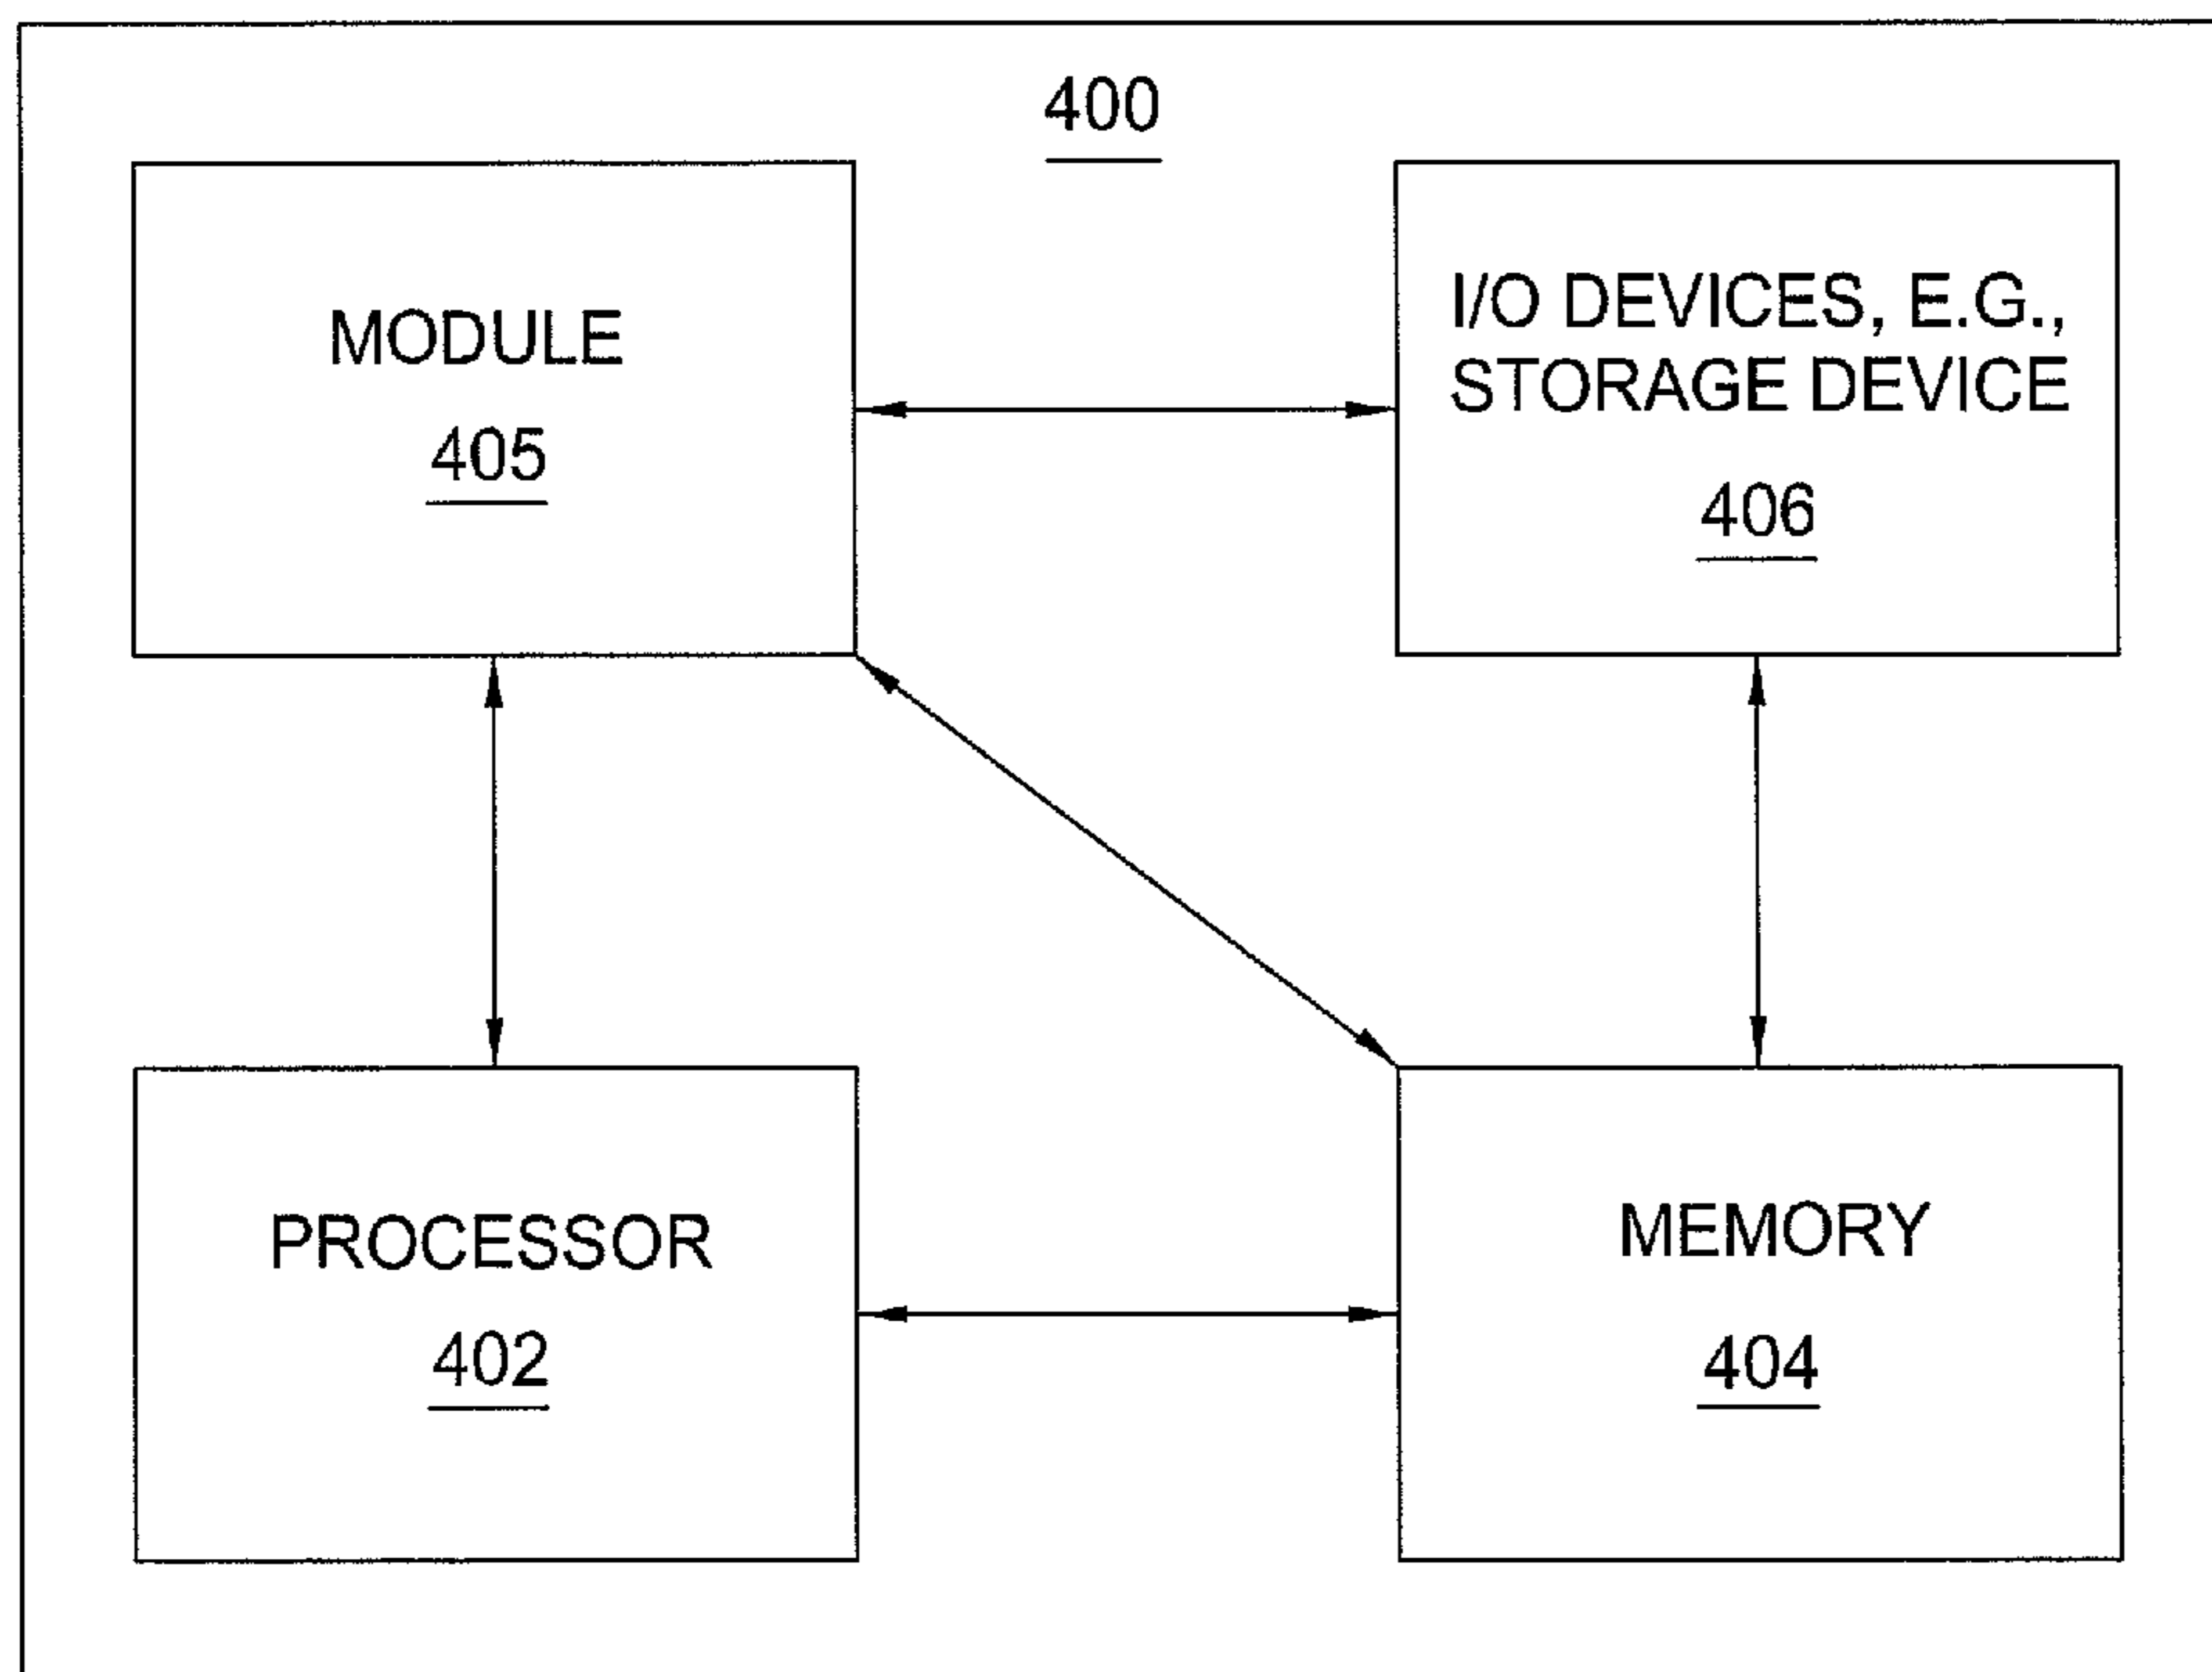 400
MODULE
405
I/O DEVICES, E.G.,
STORAGE DEVICE
406
PROCESSOR
402
MEMORY
404